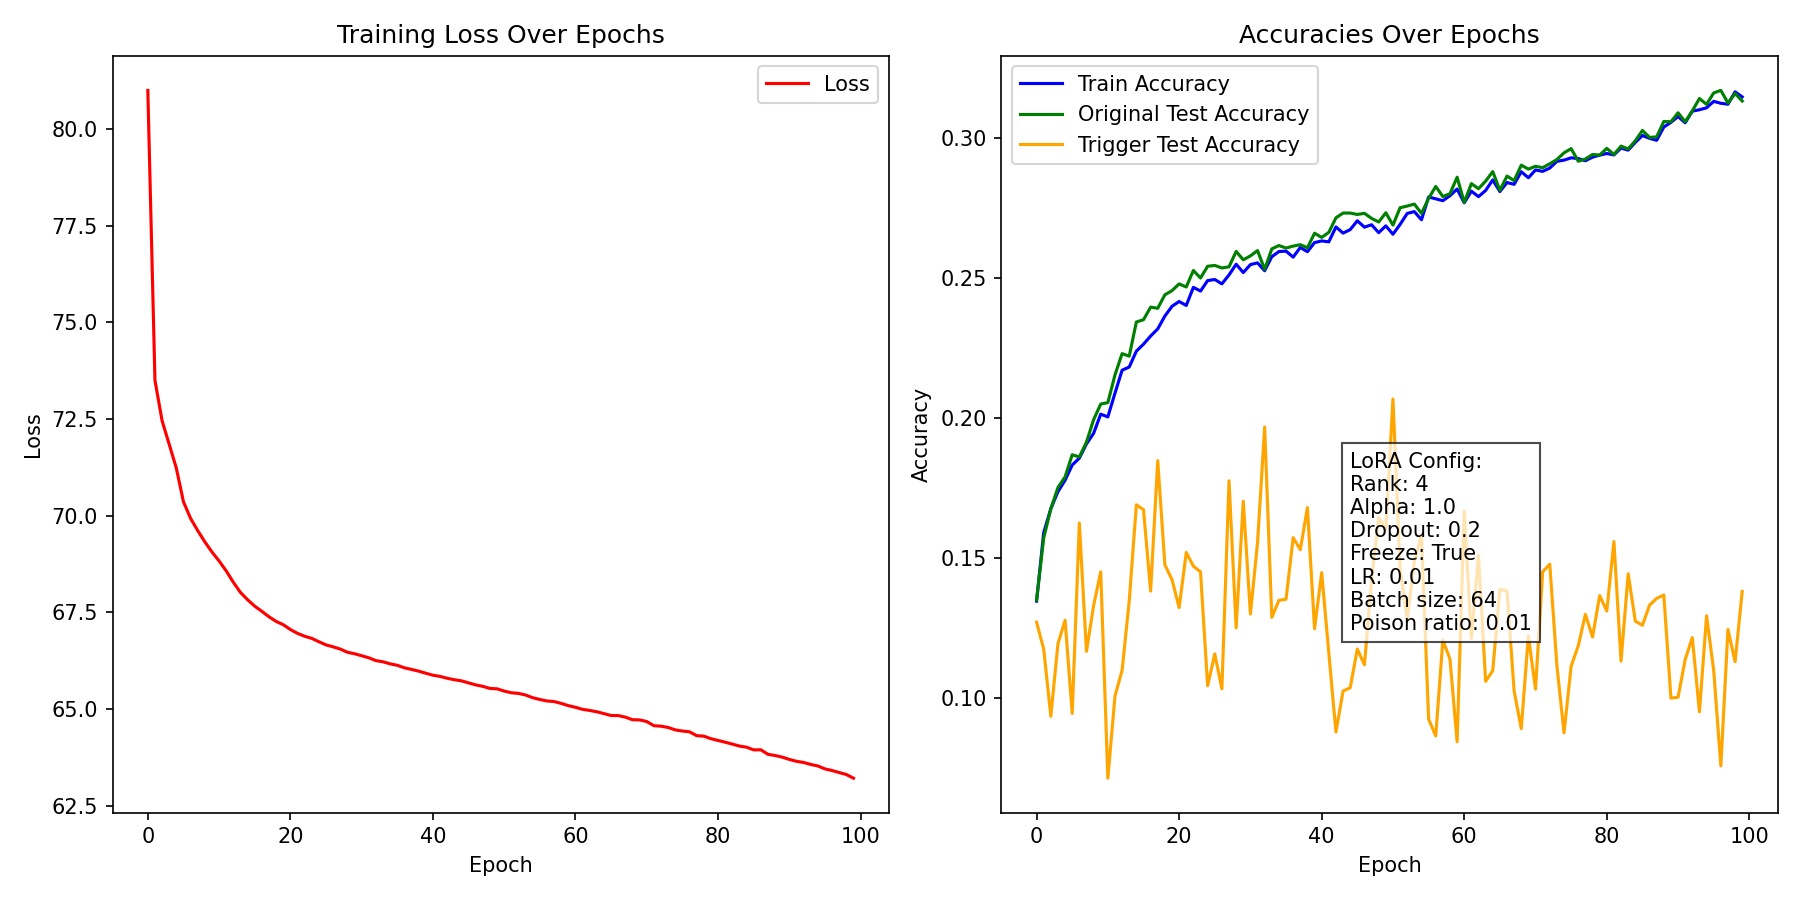 Training Loss Over Epochs
Loss
80.0
77.5
75.0
72.5
70.0
67.5
65.0
62.5
Loss
0
20
40
60
80
100
Epoch
Accuracies Over Epochs
Train Accuracy
Original Test Accuracy
Trigger Test Accuracy
0.30
0.25
0.20
0.15
0.10
Accuracy
LoRA Config:
Rank: 4
Alpha: 1.0
Dropout: 0.2
Freeze: True
LR: 0.01
Batch size: 64
Poison ratio: 0.01
0
20
40
60
80
100
Epoch